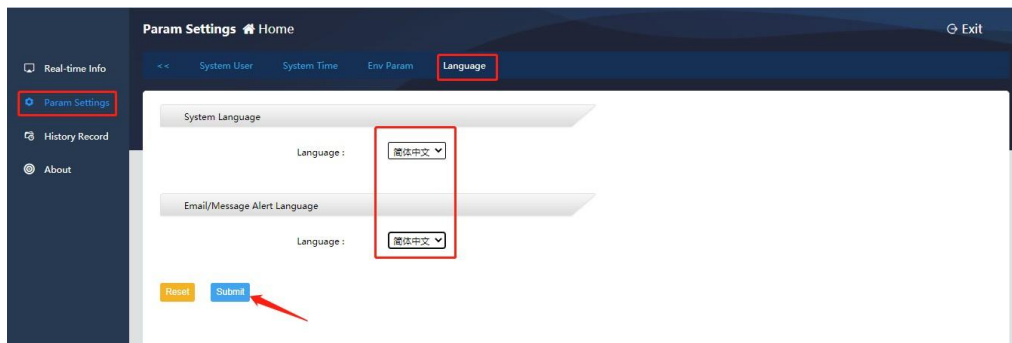 Param Settings Home
Exit
Real-time Info
Param Settings
History Record
About
<< System User System Time Env Param Language
System Language
Language : 简体中文
Email/Message Alert Language
Language : 简体中文
Reset Submit